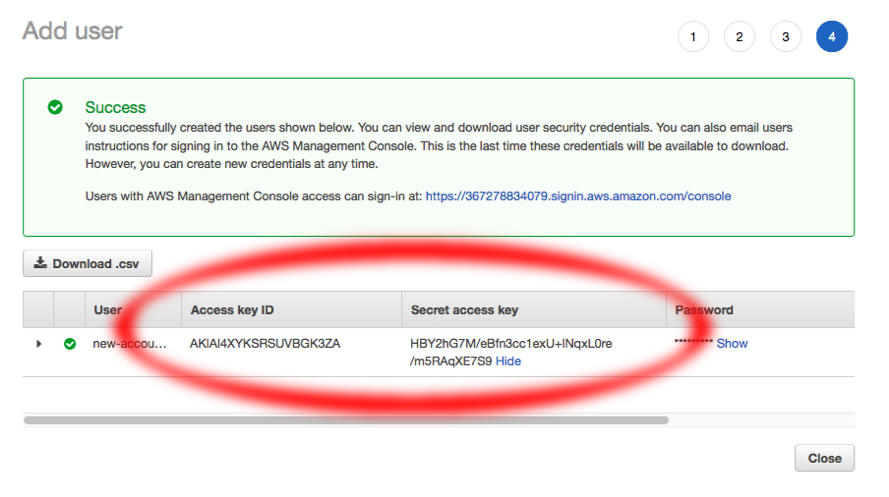 Add user
1 2 3 4
Success
You successfully created the users shown below. You can view and download user security credentials. You can also email users
instructions for signing in to the AWS Management Console. This is the last time these credentials will be available to download.
However, you can create new credentials at any time.
Users with AWS Management Console access can sign-in at: https://367278834079.signin.aws.amazon.com/console
Download .csv
User Access key ID Secret access key Password
new-accou... AKIAI4XYKSRSUVBGK3ZA ********* Show
/m5RAqXE7S9 Hide
Close